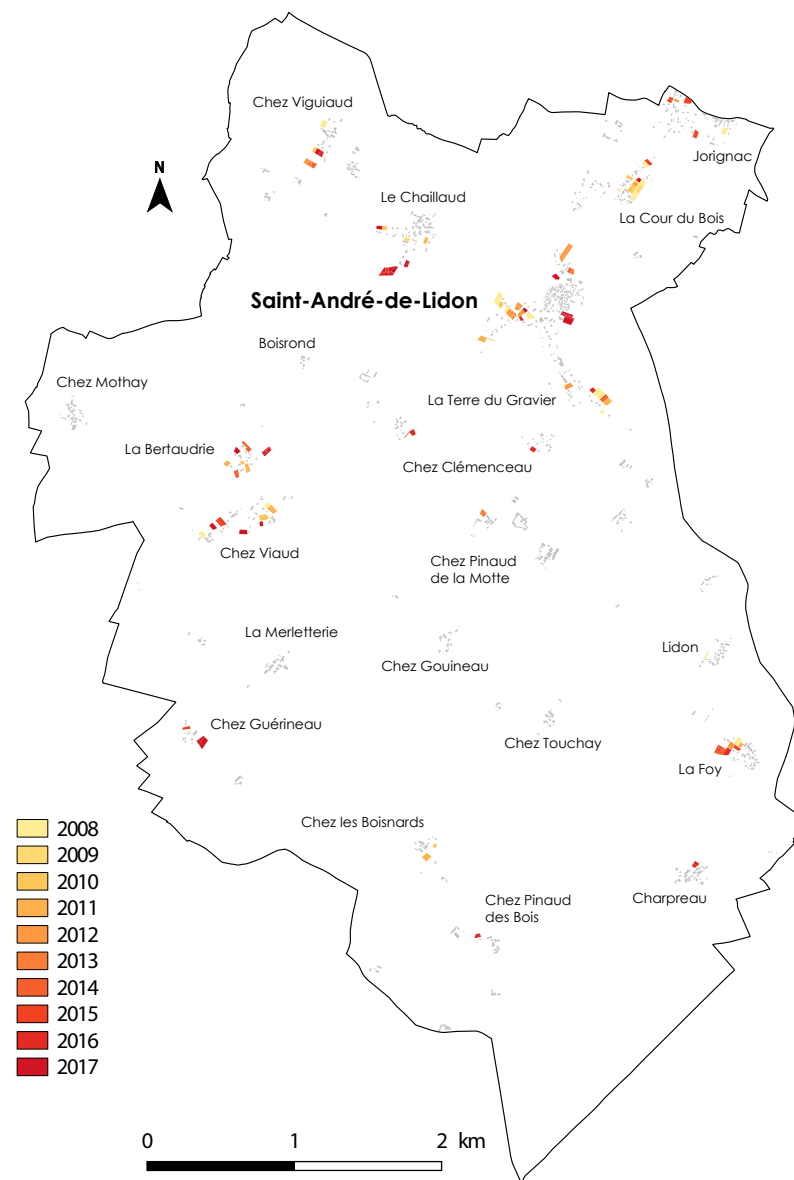 Chez Viguiaud
Jorignac
N
Le Chaillaud
La Cour du Bois
Saint-André-de-Lidon
Boisrond
Chez Mothay
La Terre du Gravier
La Bertaudrie
Chez Clémenceau
Chez Viaud
Chez Pinaud
de la Motte
La Merletterie
Lidon
Chez Gouineau
Chez Guérineau
Chez Touchay
La Foy
Chez les Boisnards
Charpreau
Chez Pinaud
des Bois
2008
2009
2010
2011
2012
2013
2014
2015
2016
2017
0 1 2 km